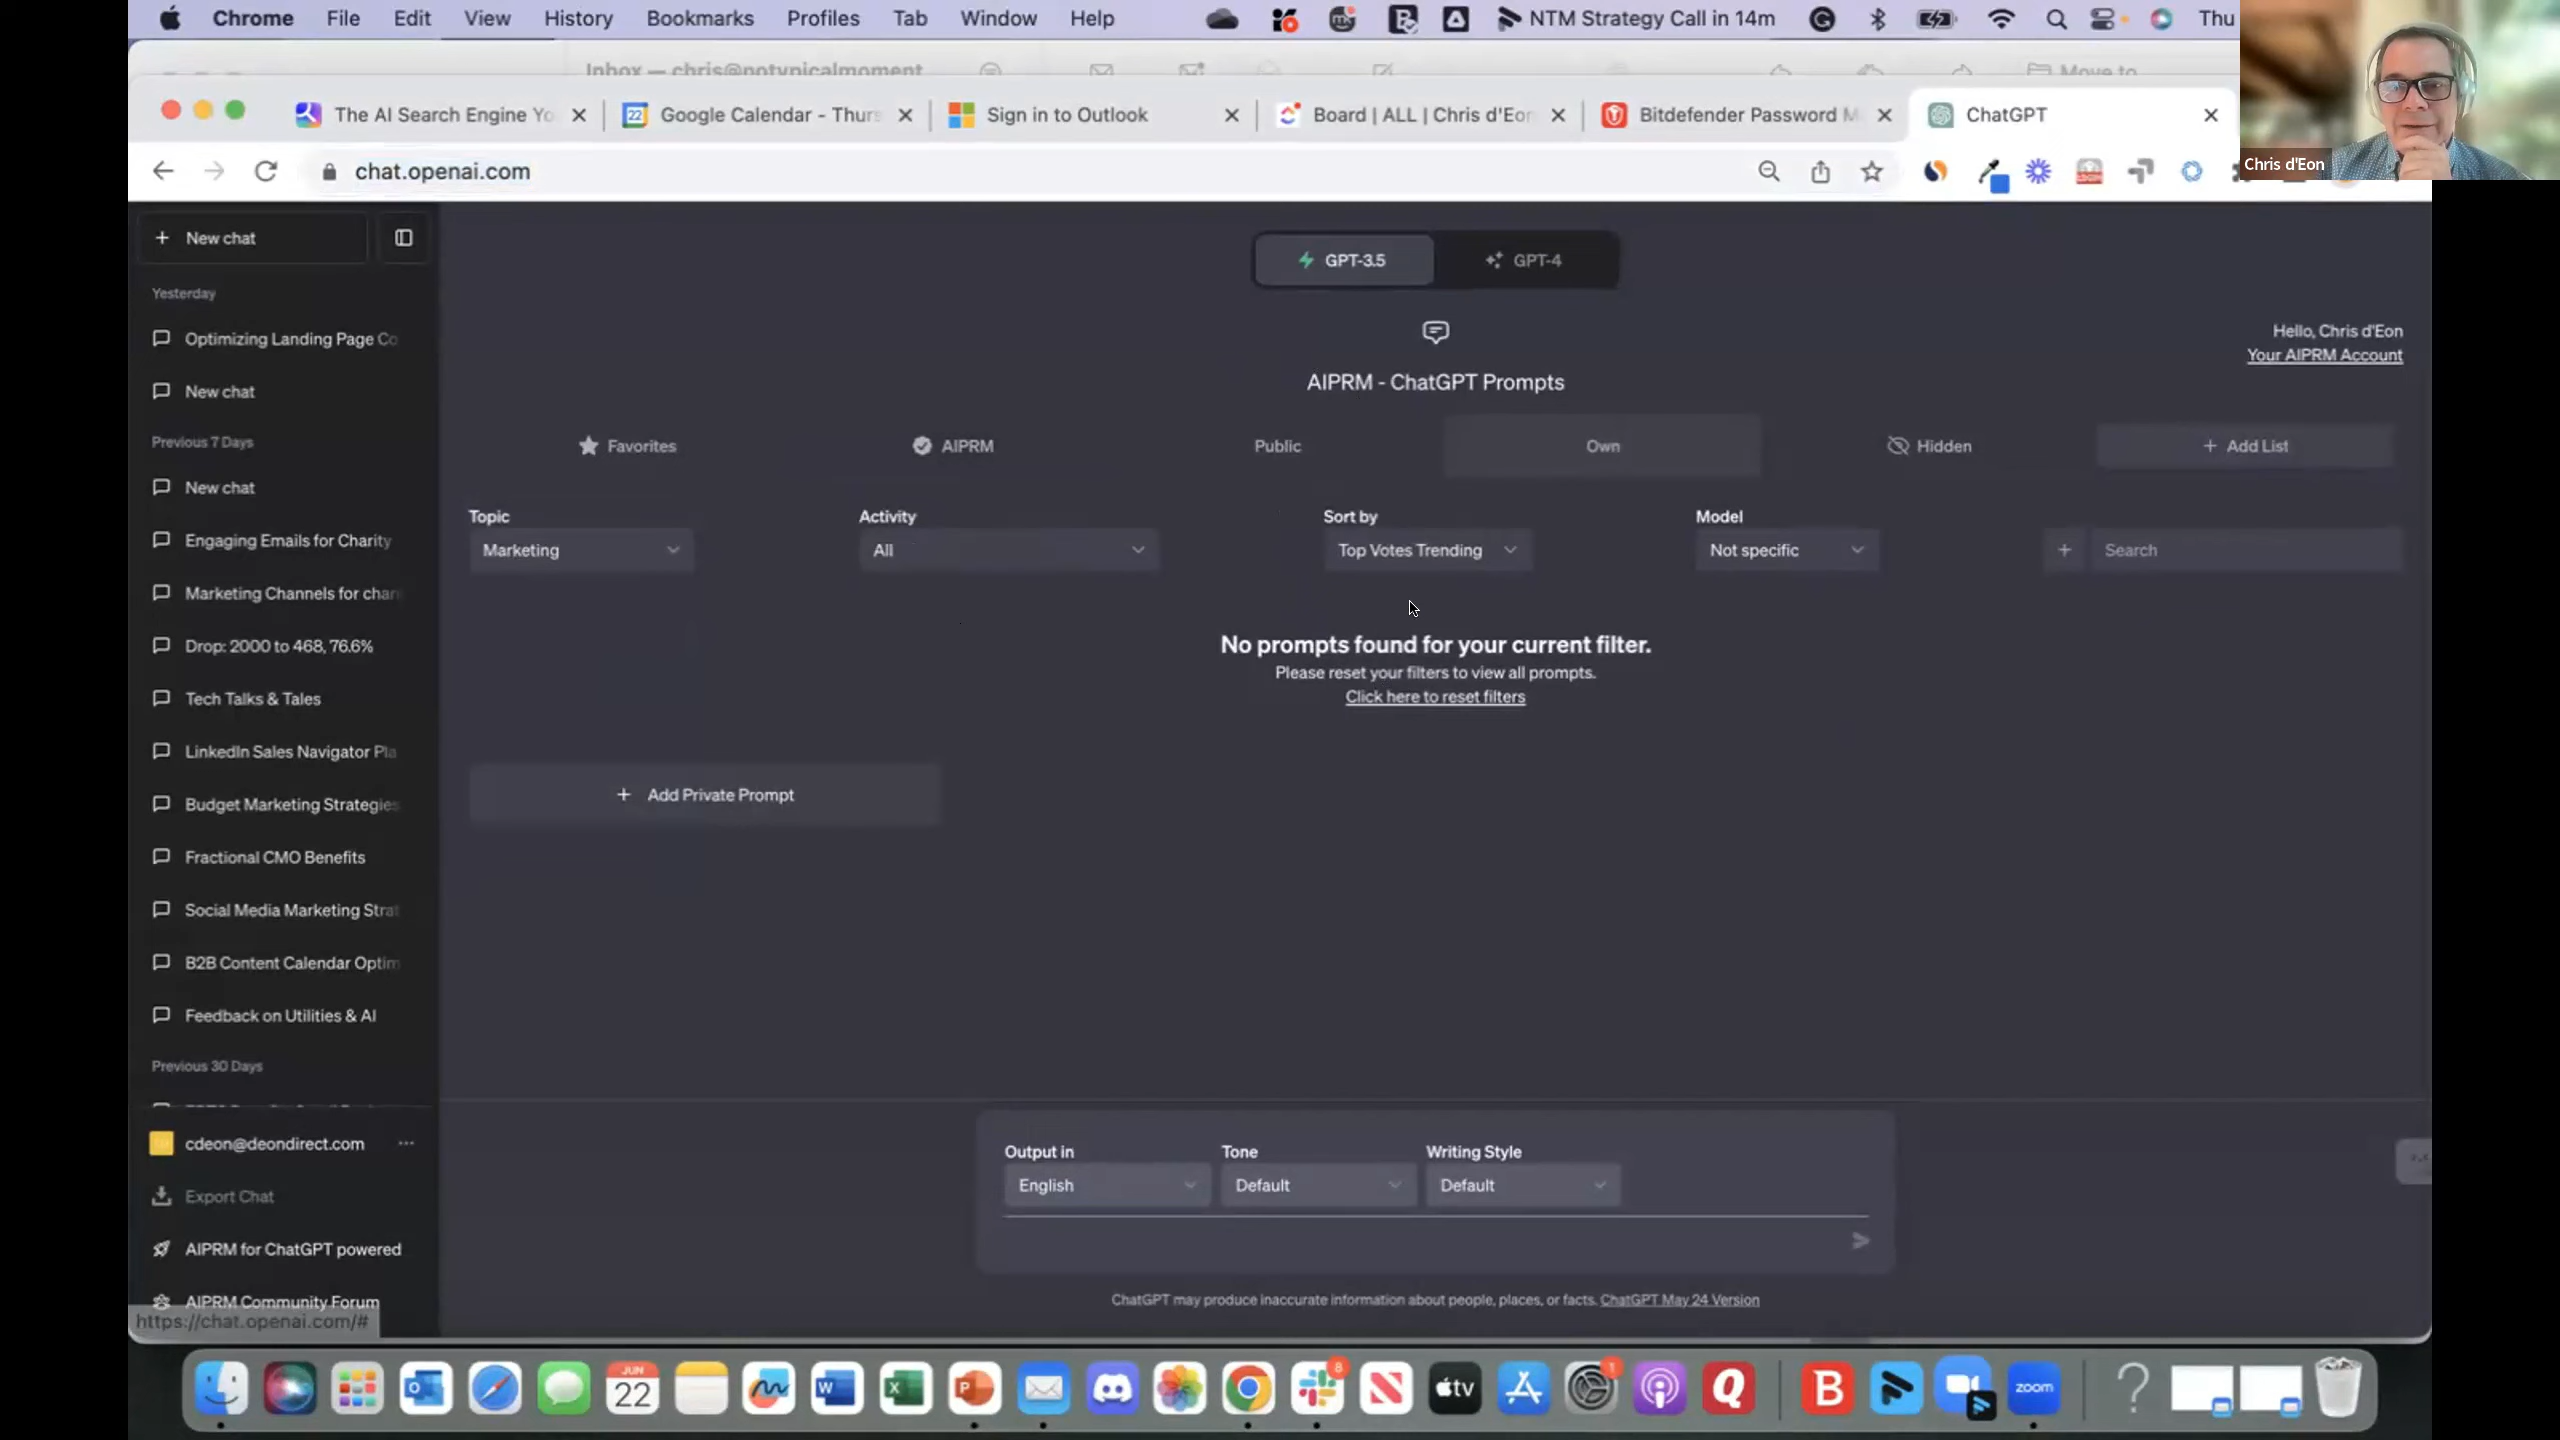 Chrome File Edit View History Bookmarks Profiles Tab Window Help NTM Strategy Call in 14m Thu
Inbox — chris@notypicalmoment Move to
The AI Search Engine Yo Google Calendar - Thurs Sign in to Outlook Board | ALL | Chris d'Eon Bitdefender Password M ChatGPT
Chris d'Eon
chat.openai.com
New chat
GPT-3.5 GPT-4
Yesterday
Optimizing Landing Page Co
New chat
Previous 7 Days
New chat
Engaging Emails for Charity
Marketing Channels for chari
Drop: 2000 to 468, 76.6%
Tech Talks & Tales
LinkedIn Sales Navigator Pla
Budget Marketing Strategies
Fractional CMO Benefits
Social Media Marketing Strat
B2B Content Calendar Optim
Feedback on Utilities & AI
Previous 30 Days
cdeon@deondirect.com
Export Chat
AIPRM for ChatGPT powered
AIPRM Community Forum
https://chat.openai.com/#
Hello, Chris d'Eon
Your AIPRM Account
AIPRM - ChatGPT Prompts
Favorites AIPRM Public Own Hidden + Add List
Topic Activity Sort by Model
Marketing All Top Votes Trending Not specific + Search
No prompts found for your current filter.
Please reset your filters to view all prompts.
Click here to reset filters
+ Add Private Prompt
Output in Tone Writing Style
English Default Default
ChatGPT may produce inaccurate information about people, places, or facts. ChatGPT May 24 Version
JUN
22
8
tv
1
zoom